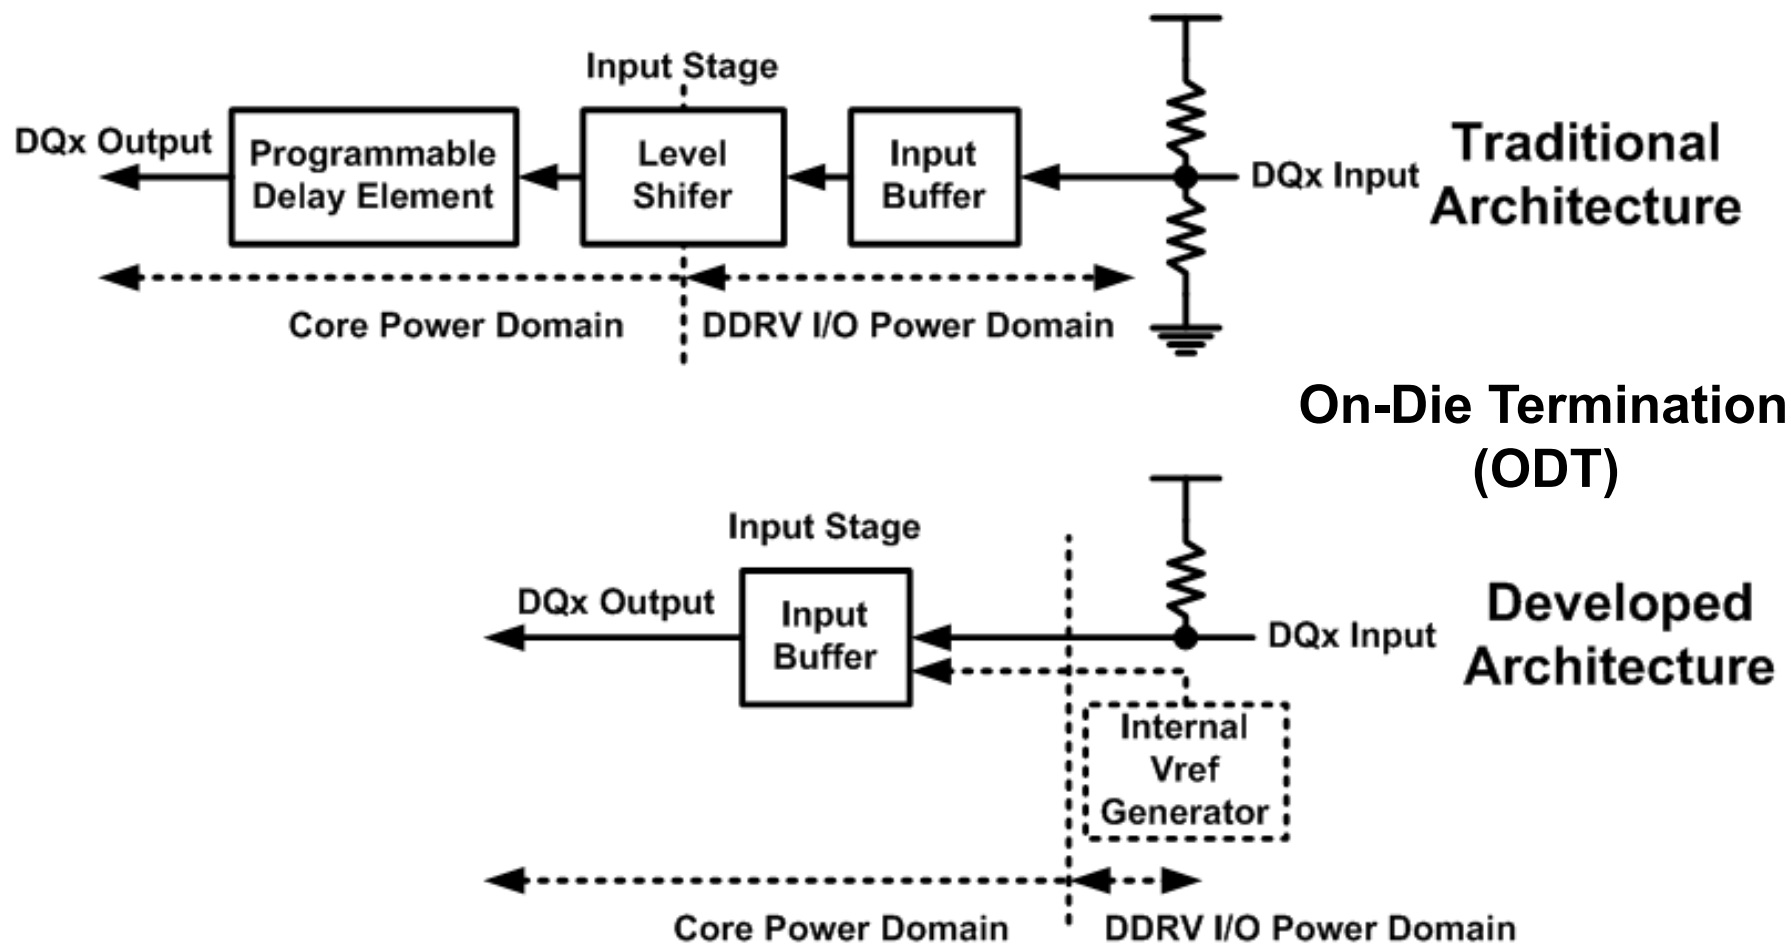 Input Stage
DQx Output
Programmable
Delay Element
Level
Shifer
Input
Buffer
DQx Input
Traditional
Architecture
Core Power Domain
DDRV I/O Power Domain
On-Die Termination
(ODT)
Input Stage
DQx Output
Input
Buffer
DQx Input
Developed
Architecture
Internal
Vref
Generator
Core Power Domain
DDRV I/O Power Domain